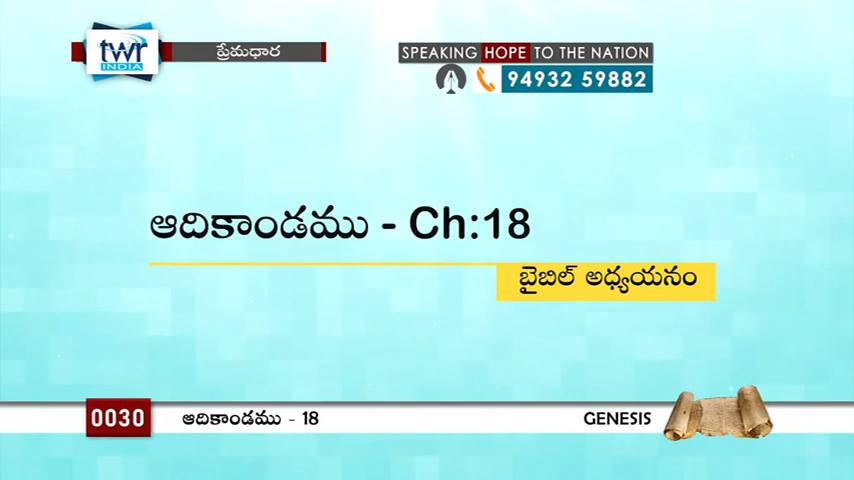 twr
INDIA
ప్రేమధార
SPEAKING HOPE TO THE NATION
94932 59882
ఆదికాండము - Ch:18
బైబిల్ అధ్యయనం
0030
ఆదికాండము - 18
GENESIS